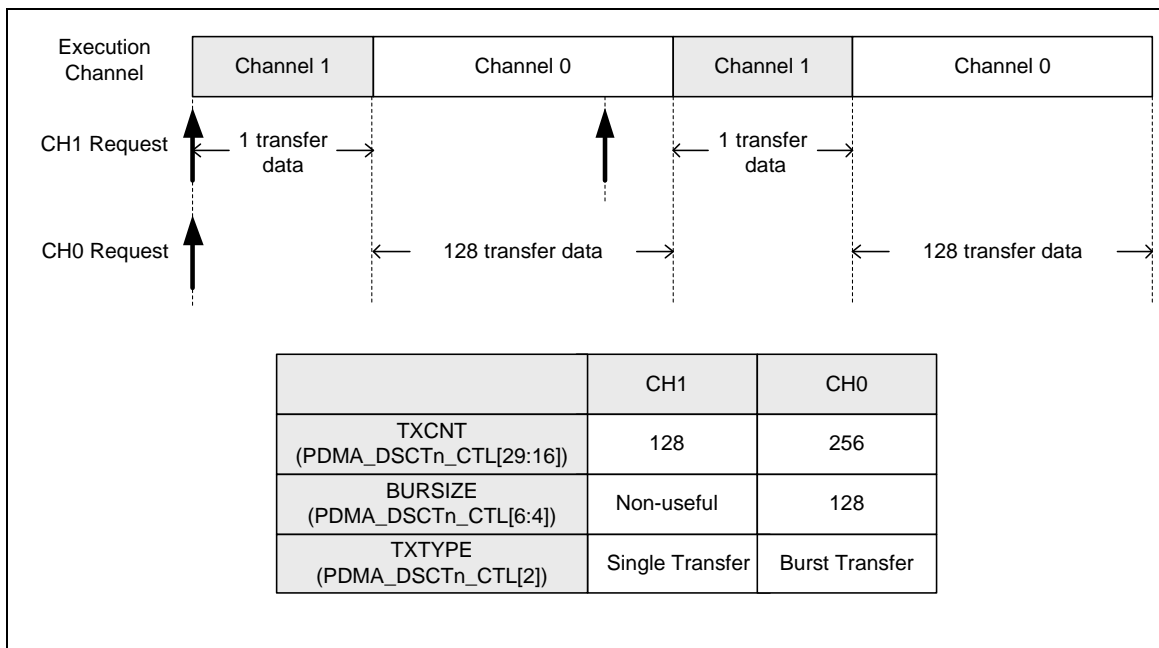 Execution
Channel
Channel 1
Channel 0
Channel 1
Channel 0
CH1 Request
1 transfer
data
1 transfer
data
CH0 Request
128 transfer data
128 transfer data
CH1
CH0
TXCNT
(PDMA_DSCTn_CTL[29:16])
128
256
BURSIZE
(PDMA_DSCTn_CTL[6:4])
Non-useful
128
TXTYPE
(PDMA_DSCTn_CTL[2])
Single Transfer
Burst Transfer